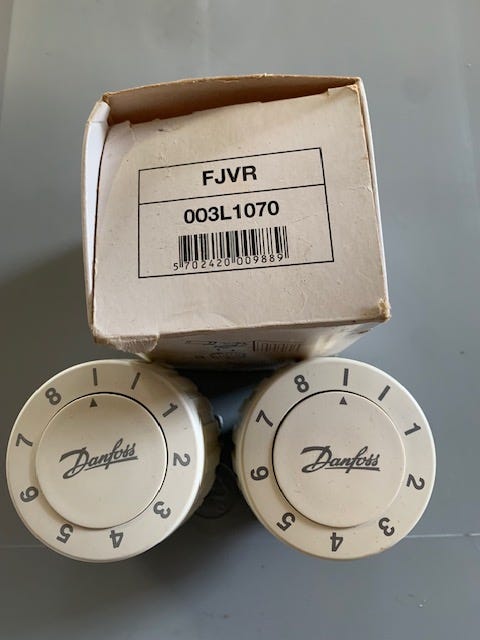 FJVR
003L1070
5 702420 009889
Danfoss
I I 1 2 3 4 5 6 7 8
Danfoss
I I 1 2 3 4 5 6 7 8